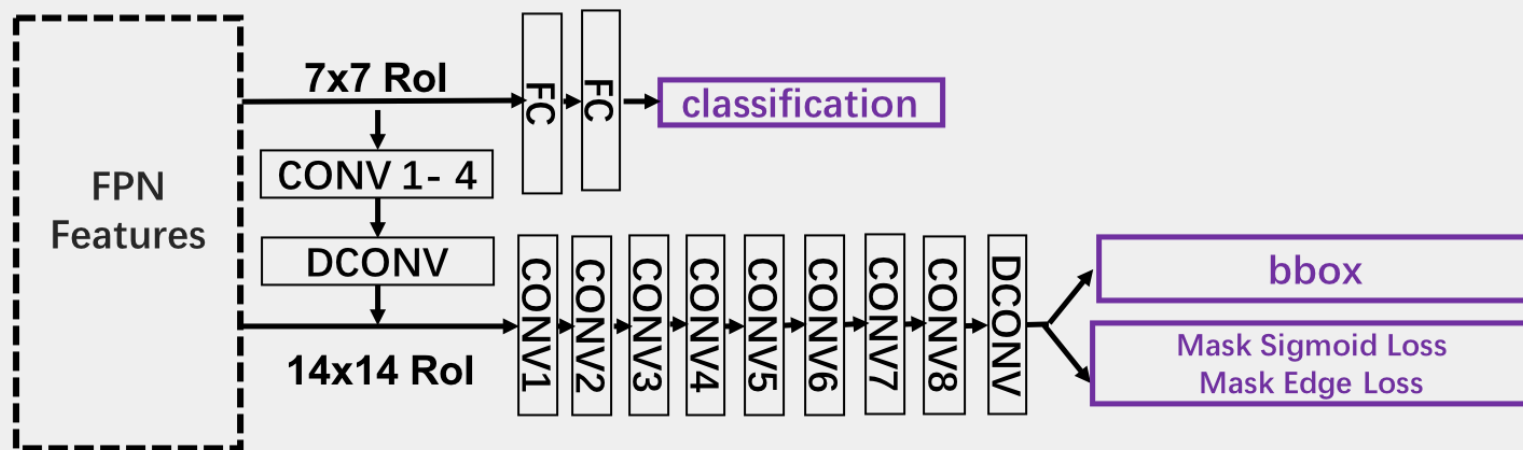 FPN
Features
7x7 RoI
CONV 1- 4
DCONV
14x14 RoI
FC
FC
classification
CONV1
CONV2
CONV3
CONV4
CONV5
CONV6
CONV7
CONV8
DCONV
bbox
Mask Sigmoid Loss
Mask Edge Loss